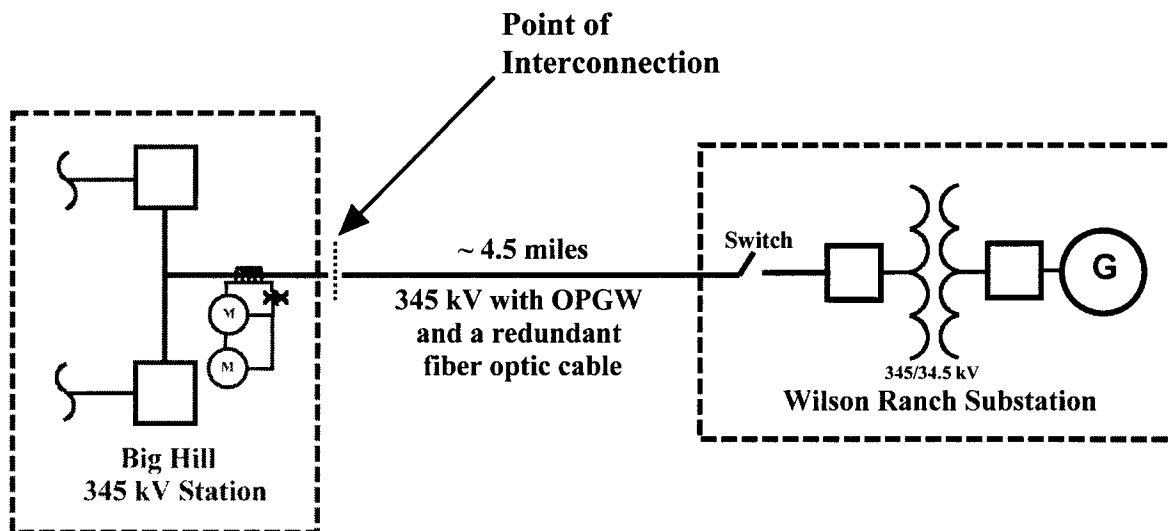 Point of
Interconnection
~ 4.5 miles
345 kV with OPGW
and a redundant
fiber optic cable
Switch
M
M
G
345/34.5 kV
Wilson Ranch Substation
Big Hill
345 kV Station